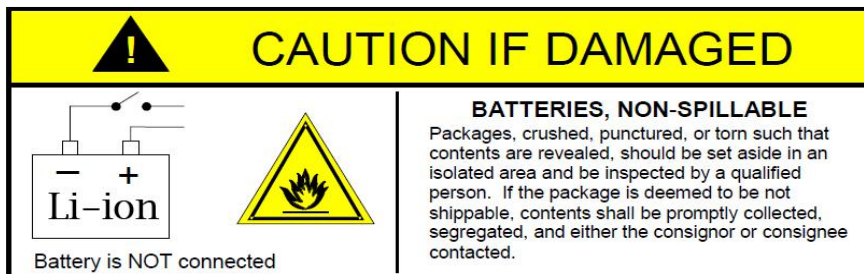 !
CAUTION IF DAMAGED
− +
Li-ion
Battery is NOT connected
BATTERIES, NON-SPILLABLE
Packages, crushed, punctured, or torn such that
contents are revealed, should be set aside in an
isolated area and be inspected by a qualified
person. If the package is deemed to be not
shippable, contents shall be promptly collected,
segregated, and either the consignor or consignee
contacted.